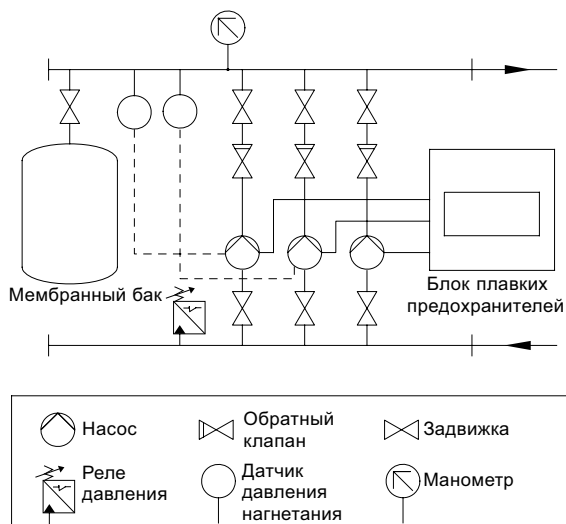 Мембранный бак
Блок плавких
предохранителей
Насос
Обратный
клапан
Задвижка
Реле
давления
Датчик
давления
нагнетания
Манометр